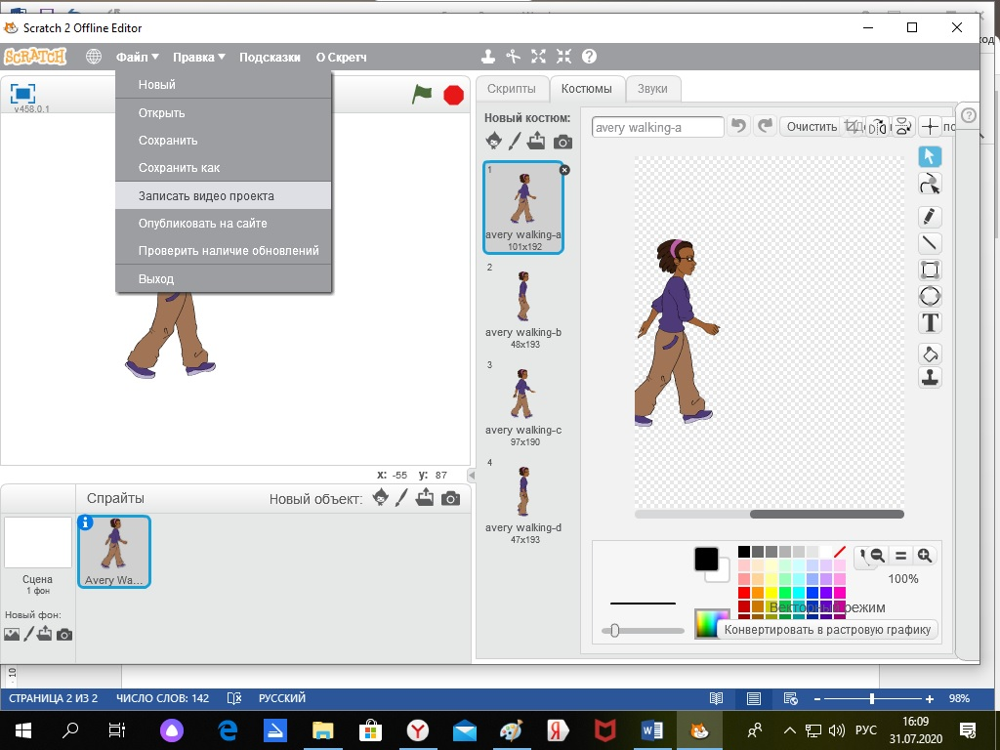 Scratch 2 Offline Editor
SCRATCH
Файл
Правка
Подсказки
О Скретч
Новый
Открыть
Сохранить
Сохранить как
Записать видео проекта
Опубликовать на сайте
Проверить наличие обновлений
Выход
v458.0.1
Скрипты
Костюмы
Звуки
Новый костюм:
avery walking-a
Очистить
1
avery walking-a
101x192
2
avery walking-b
48x193
3
avery walking-c
97x190
4
avery walking-d
47x193
T
x: -55 y: 87
Спрайты
Новый объект:
Сцена
1 фон
Новый фон:
Avery Wa...
100%
Векторный режим
Конвертировать в растровую графику
10
СТРАНИЦА 2 ИЗ 2
ЧИСЛО СЛОВ: 142
РУССКИЙ
98%
РУС
16:09
31.07.2020